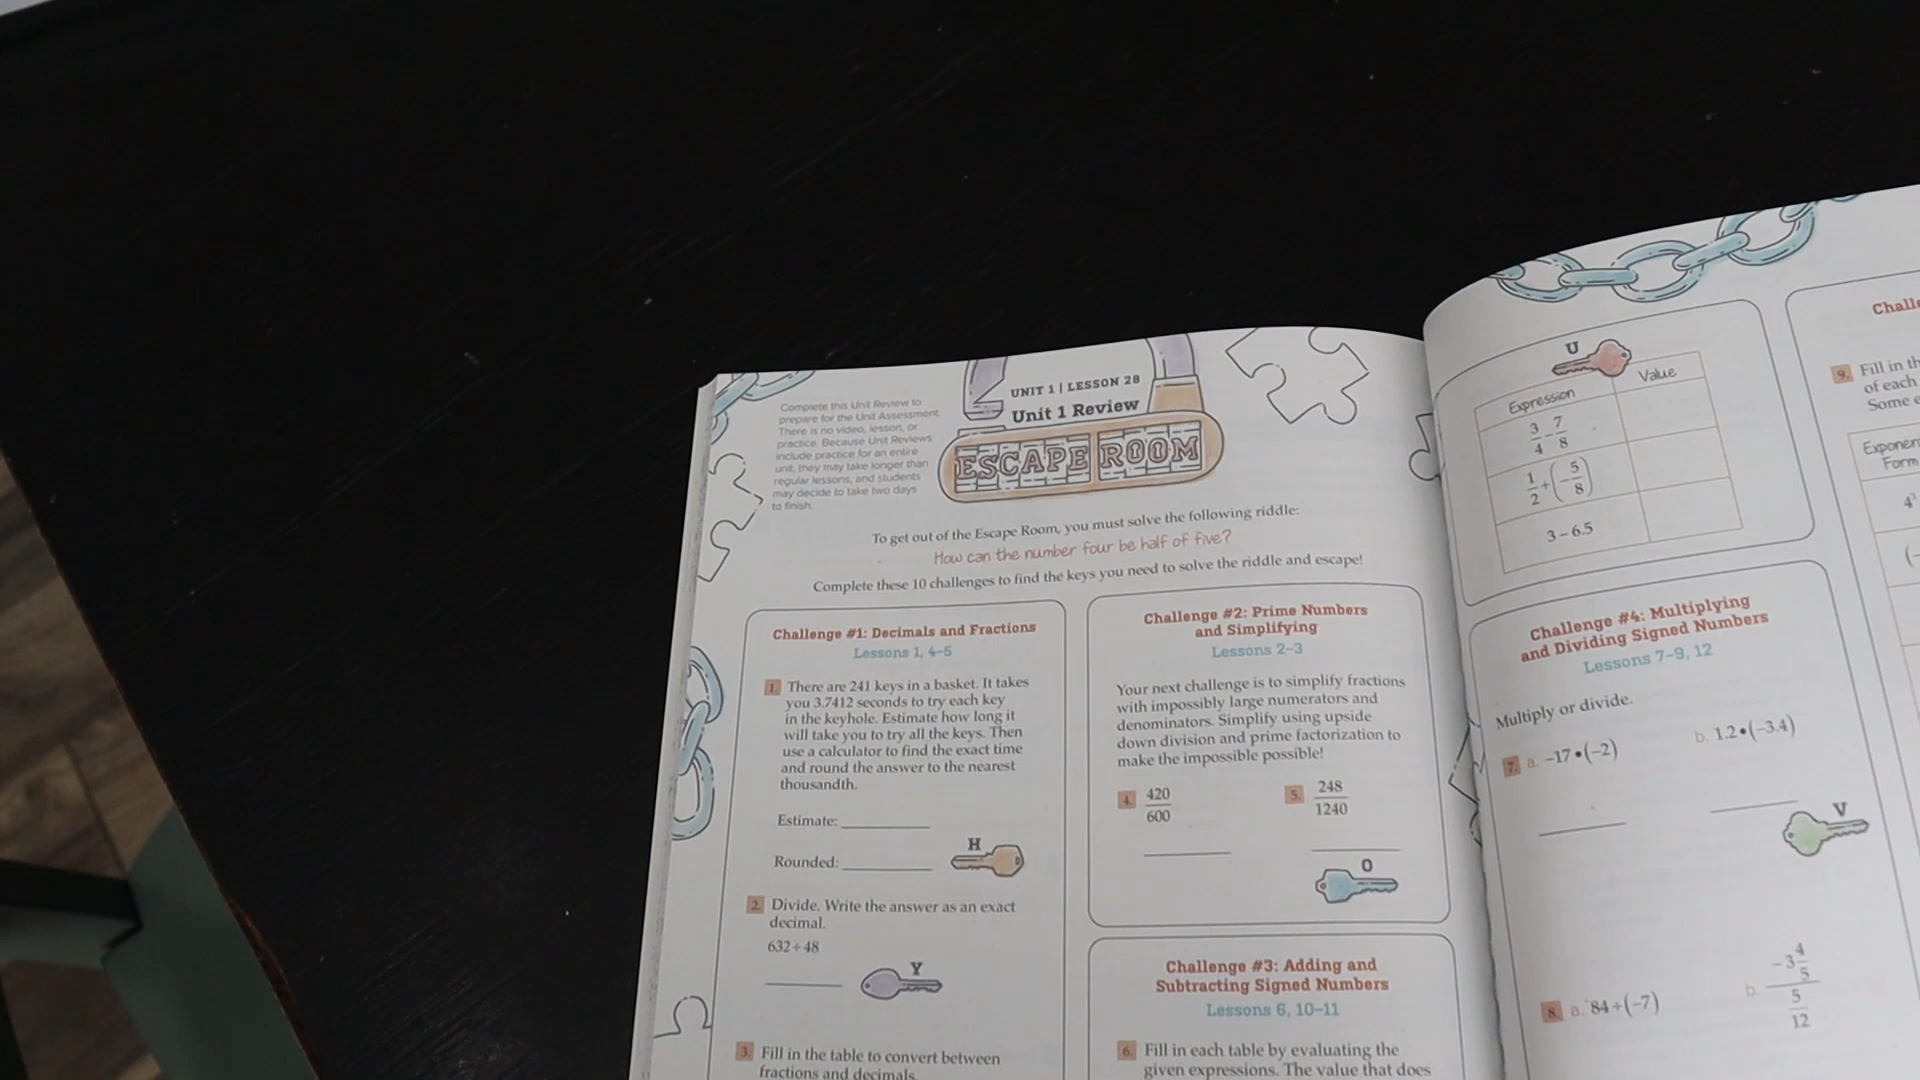 Complete this Unit Review to
prepare for the Unit Assessment.
There is no video, lesson, or
practice. Because Unit Reviews
include practice for an entire
unit, they may take longer than
regular lessons, and students
may decide to take two days
to finish.
UNIT 1 | LESSON 28
Unit 1 Review
ESCAPE ROOM
To get out of the Escape Room, you must solve the following riddle:
How can the number four be half of five?
Complete these 10 challenges to find the keys you need to solve the riddle and escape!
Challenge #1: Decimals and Fractions
Lessons 1, 4–5
1. There are 241 keys in a basket. It takes
you 3.7412 seconds to try each key
in the keyhole. Estimate how long it
will take you to try all the keys. Then
use a calculator to find the exact time
and round the answer to the nearest
thousandth.
Estimate:
Rounded:
H
2. Divide. Write the answer as an exact
decimal.
632÷48
Y
3. Fill in the table to convert between
fractions and decimals.
Challenge #2: Prime Numbers
and Simplifying
Lessons 2–3
Your next challenge is to simplify fractions
with impossibly large numerators and
denominators. Simplify using upside
down division and prime factorization to
make the impossible possible!
4. 420/600
5. 248/1240
O
Challenge #3: Adding and
Subtracting Signed Numbers
Lessons 6, 10–11
6. Fill in each table by evaluating the
given expressions. The value that does
U
Expression Value
3/4 – 7/8
1/2 + (–5/8)
3 – 6.5
Challenge #4: Multiplying
and Dividing Signed Numbers
Lessons 7–9, 12
Multiply or divide.
7. a. –17•(–2)
b. 1.2•(–3.4)
V
8. a. 84÷(–7)
b. –3 4/5
5/12
9. Fill in
of each
Some
Form
4³